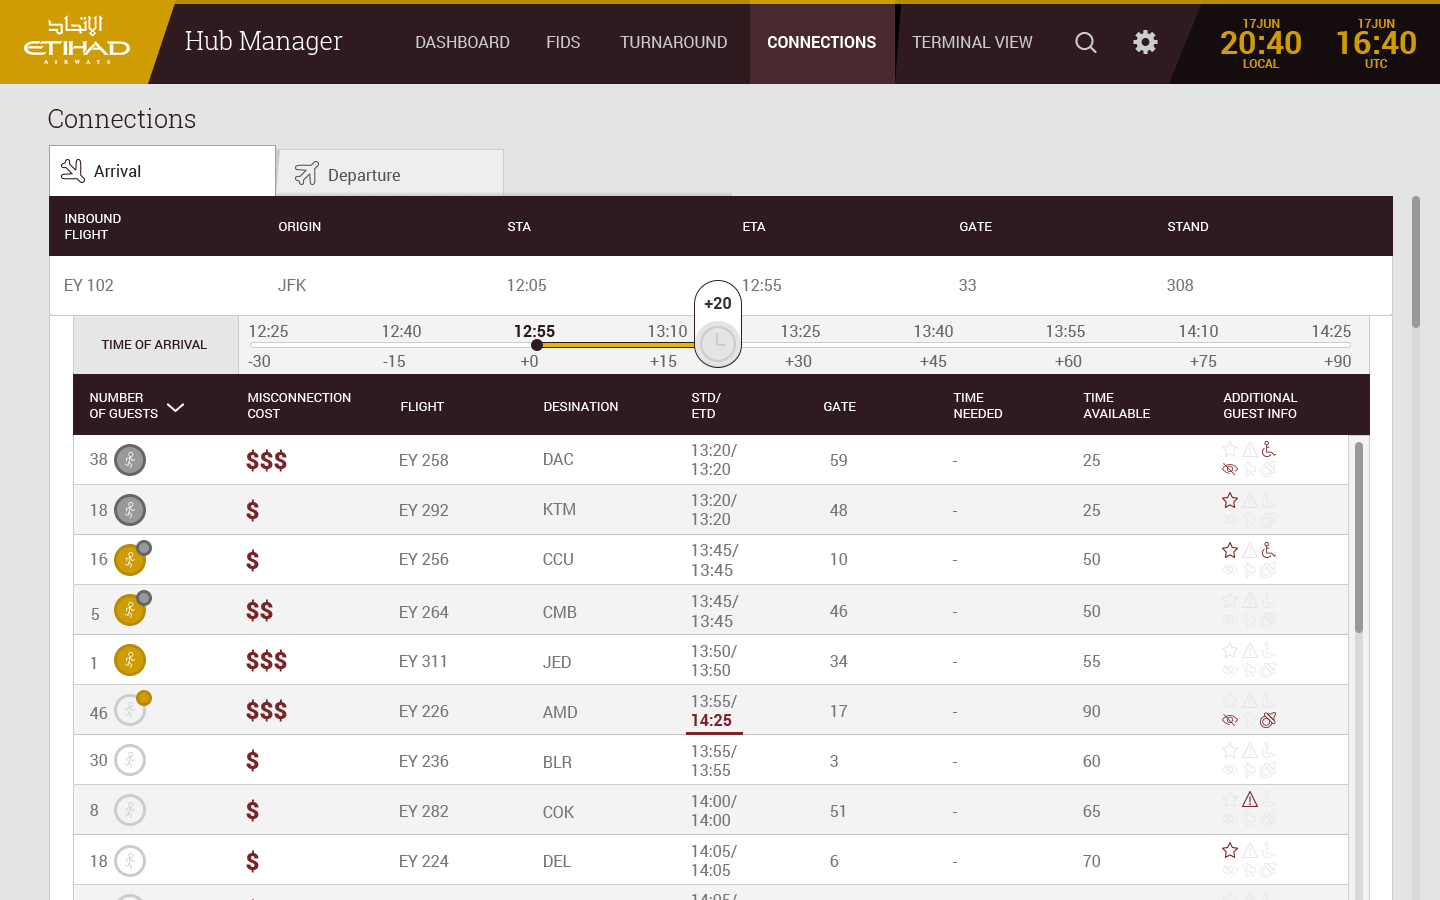 الإتحاد
ETIHAD
AIRWAYS
Hub Manager
DASHBOARD
FIDS
TURNAROUND
CONNECTIONS
TERMINAL VIEW
17JUN
20:40
LOCAL
17JUN
16:40
UTC
Connections
Arrival
Departure
INBOUND
FLIGHT
ORIGIN
STA
ETA
GATE
STAND
EY 102
JFK
12:05
12:55
33
308
+20
TIME OF ARRIVAL
12:25
12:40
12:55
13:10
13:25
13:40
13:55
14:10
14:25
-30
-15
+0
+15
+30
+45
+60
+75
+90
NUMBER
OF GUESTS
MISCONNECTION
COST
FLIGHT
DESINATION
STD/
ETD
GATE
TIME
NEEDED
TIME
AVAILABLE
ADDITIONAL
GUEST INFO
38
$$$
EY 258
DAC
13:20/
13:20
59
-
25
18
$
EY 292
KTM
13:20/
13:20
48
-
25
16
$
EY 256
CCU
13:45/
13:45
10
-
50
5
$$
EY 264
CMB
13:45/
13:45
46
-
50
1
$$$
EY 311
JED
13:50/
13:50
34
-
55
46
$$$
EY 226
AMD
13:55/
14:25
17
-
90
30
$
EY 236
BLR
13:55/
13:55
3
-
60
8
$
EY 282
COK
14:00/
14:00
51
-
65
18
$
EY 224
DEL
14:05/
14:05
6
-
70